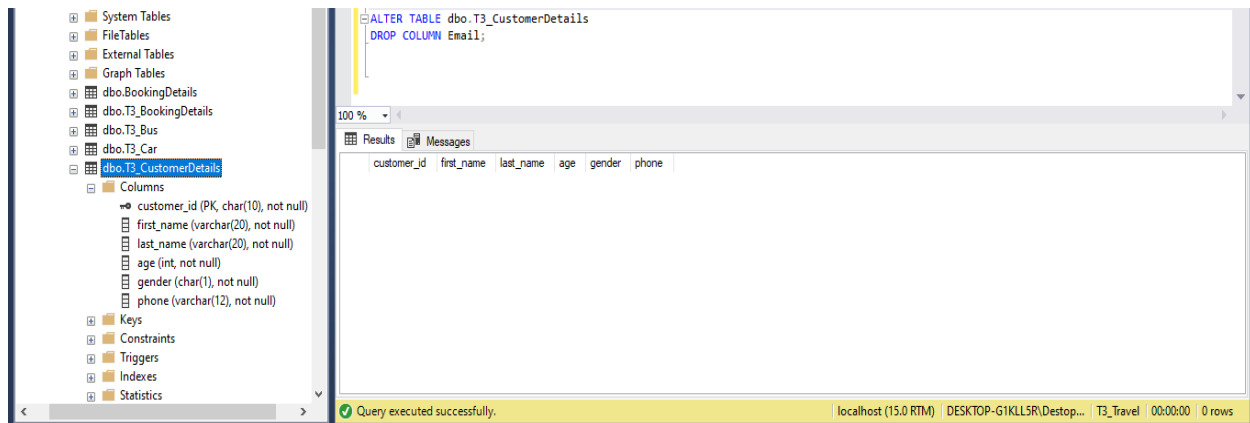 System Tables
FileTables
External Tables
Graph Tables
dbo.BookingDetails
dbo.T3_BookingDetails
dbo.T3_Bus
dbo.T3_Car
dbo.T3_CustomerDetails
Columns
customer_id (PK, char(10), not null)
first_name (varchar(20), not null)
last_name (varchar(20), not null)
age (int, not null)
gender (char(1), not null)
phone (varchar(12), not null)
Keys
Constraints
Triggers
Indexes
Statistics
ALTER TABLE dbo.T3_CustomerDetails
DROP COLUMN Email;
100 %
Results Messages
customer_id first_name last_name age gender phone
Query executed successfully. localhost (15.0 RTM) DESKTOP-G1KLL5R\Destop... T3_Travel 00:00:00 0 rows